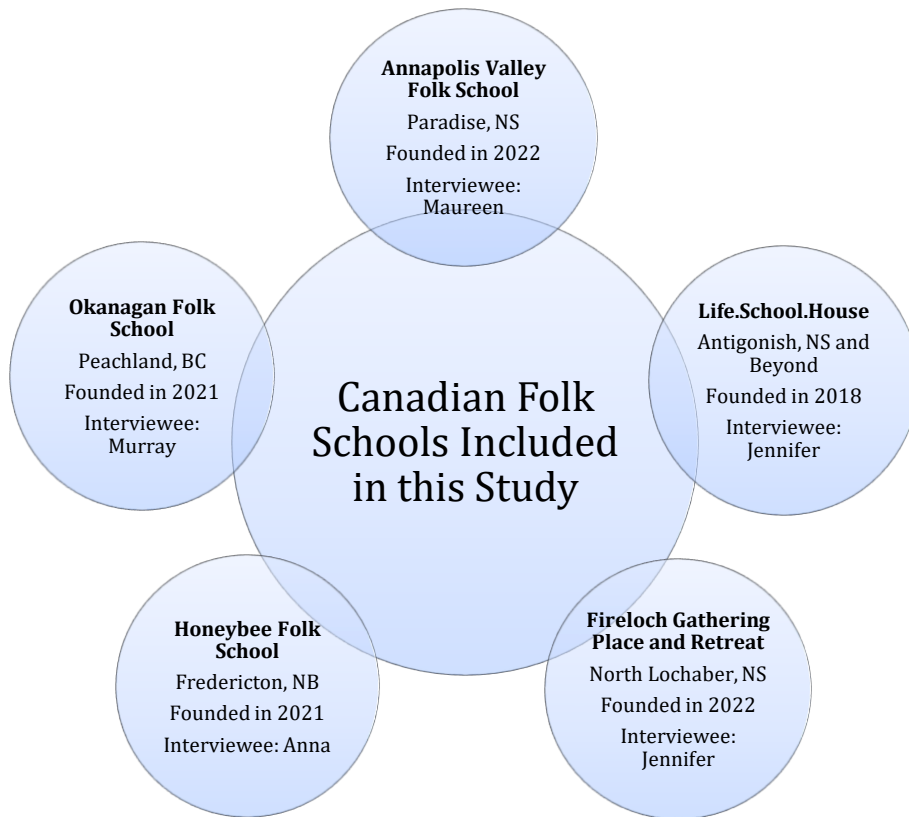 Annapolis Valley
Folk School
Paradise, NS
Founded in 2022
Interviewee:
Maureen
Life.School.House
Antigonish, NS and
Beyond
Founded in 2018
Interviewee:
Jennifer
Fireloch Gathering
Place and Retreat
North Lochaber, NS
Founded in 2022
Interviewee:
Jennifer
Honeybee Folk
School
Fredericton, NB
Founded in 2021
Interviewee: Anna
Okanagan Folk
School
Peachland, BC
Founded in 2021
Interviewee:
Murray
Canadian Folk
Schools Included
in this Study